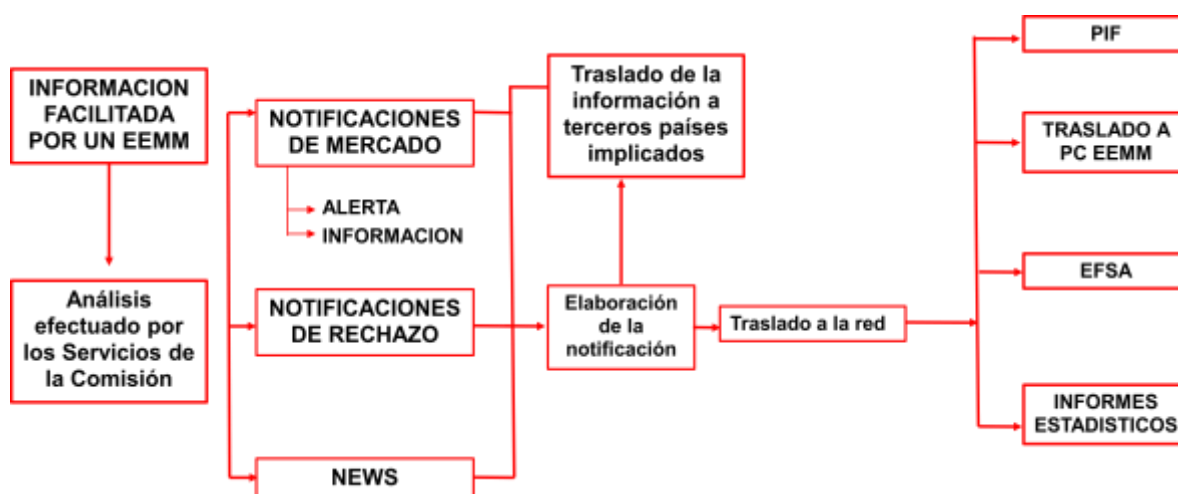 INFORMACION
FACILITADA
POR UN EEMM
Análisis
efectuado por
los Servicios de
la Comisión
NOTIFICACIONES
DE MERCADO
ALERTA
INFORMACION
NOTIFICACIONES
DE RECHAZO
NEWS
Traslado de la
información a
terceros países
implicados
Elaboración
de la
notificación
Traslado a la red
PIF
TRASLADO A
PC EEMM
EFSA
INFORMES
ESTADISTICOS